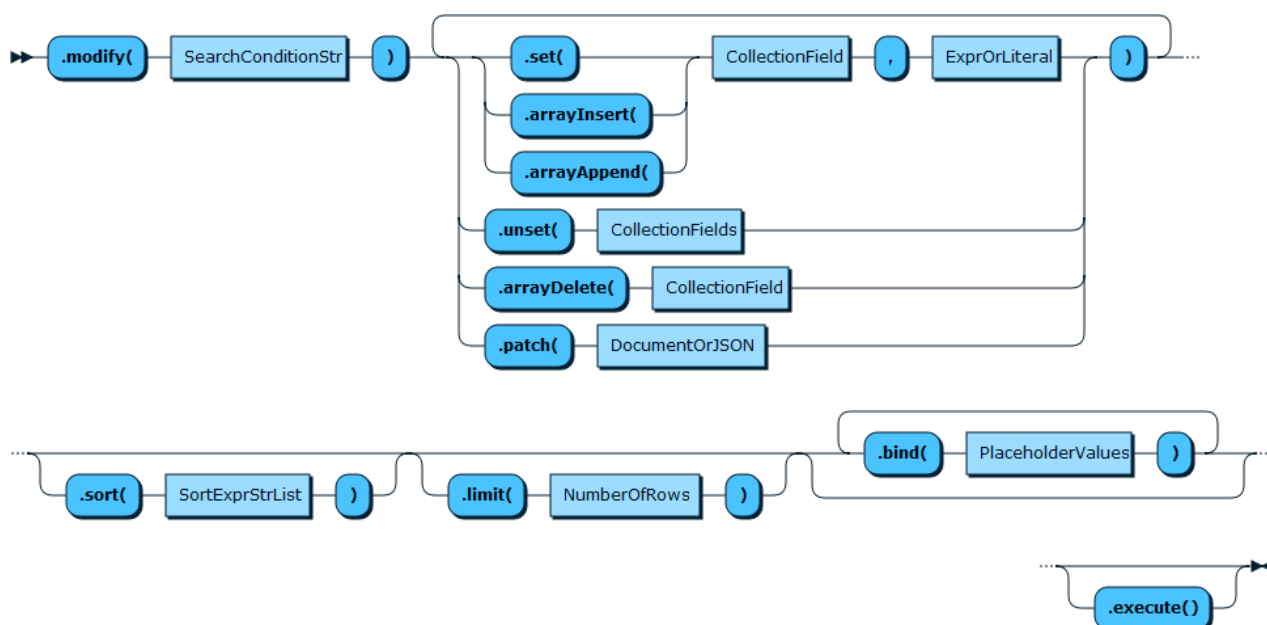 .modify( SearchConditionStr ) .set( CollectionField , ExprOrLiteral )
.arrayInsert(
.arrayAppend(
.unset( CollectionFields
.arrayDelete( CollectionField
.patch( DocumentOrJSON
.bind( PlaceholderValues )
.sort( SortExprStrList ) .limit( NumberOfRows )
.execute()